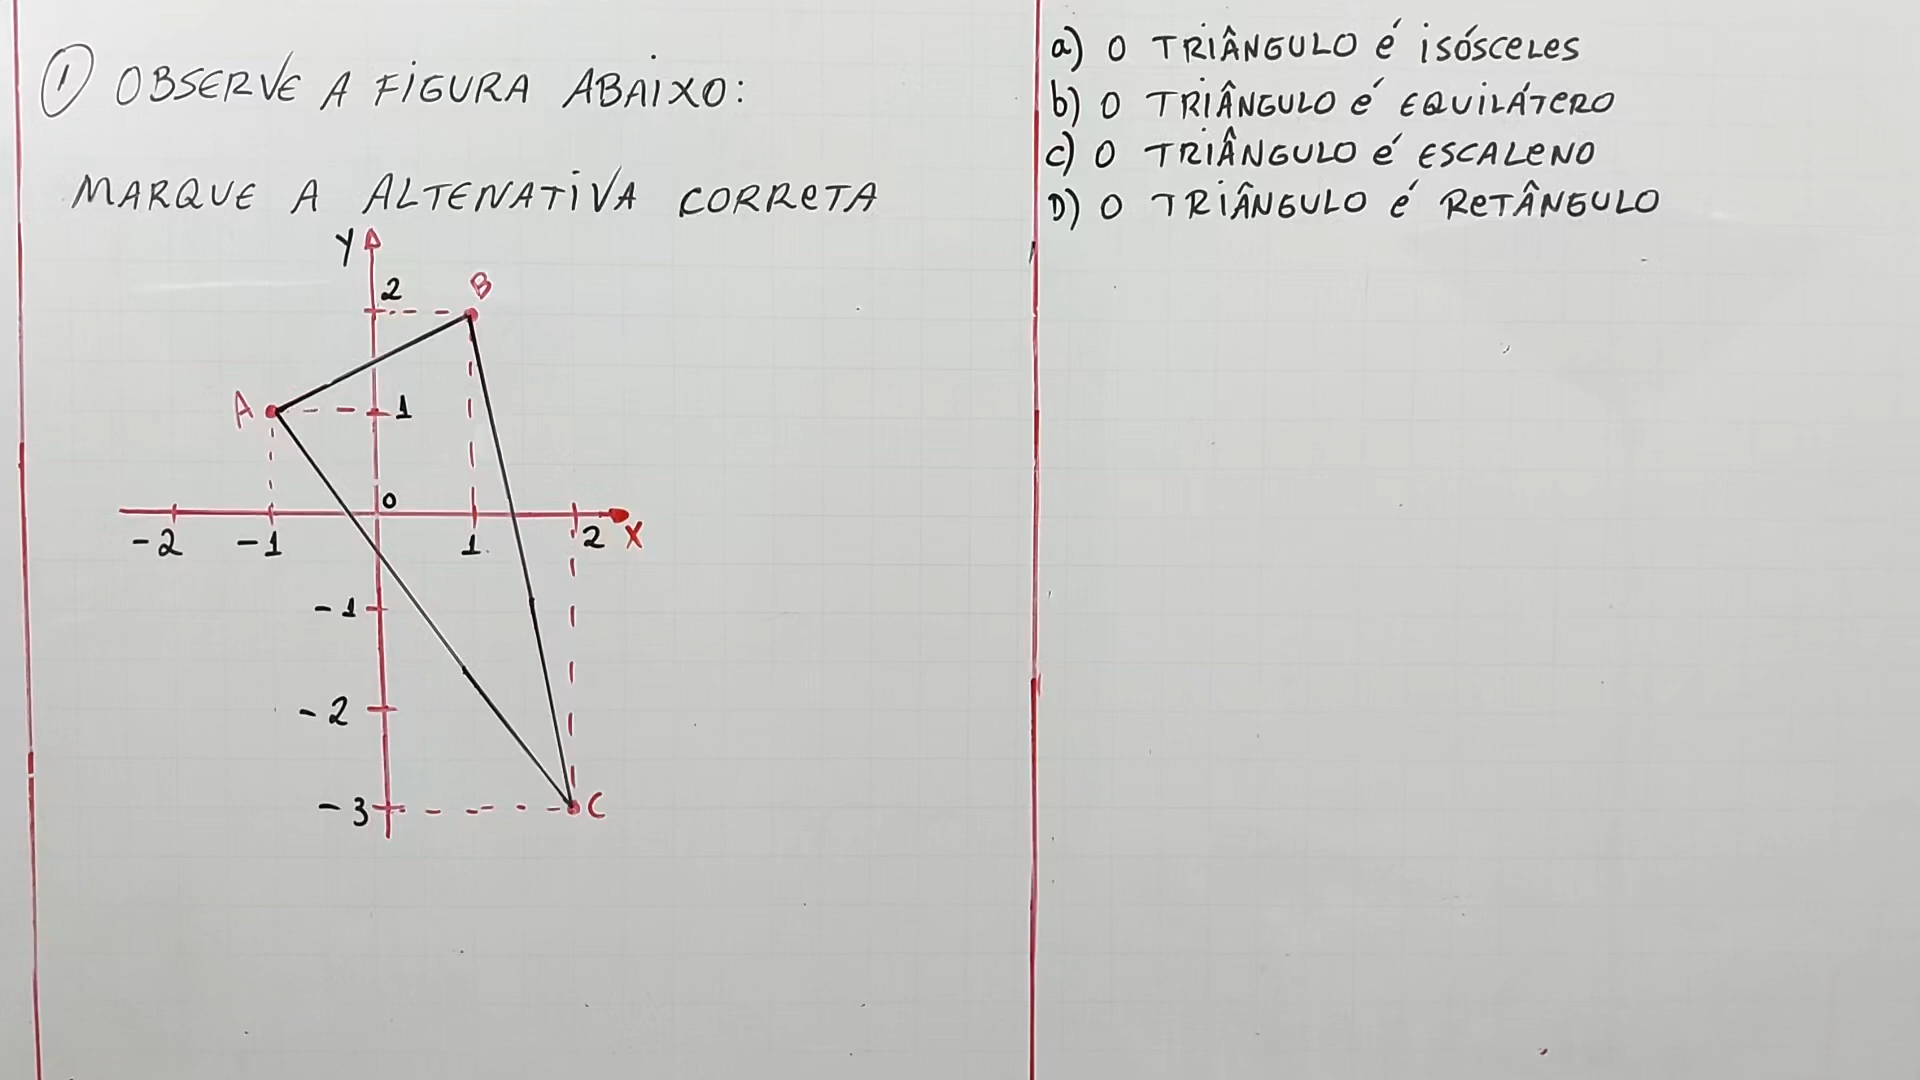 1 OBSERVE A FIGURA ABAIXO:
MARQUE A ALTENATIVA CORRETA
Y
2
B
A
1
0
-2 -1 1 2 X
-1
-2
-3
C
a) O TRIÂNGULO é isósceles
b) O TRIÂNGULO é EQUILÁTERO
c) O TRIÂNGULO é ESCALENO
D) O TRIÂNGULO é RETÂNGULO